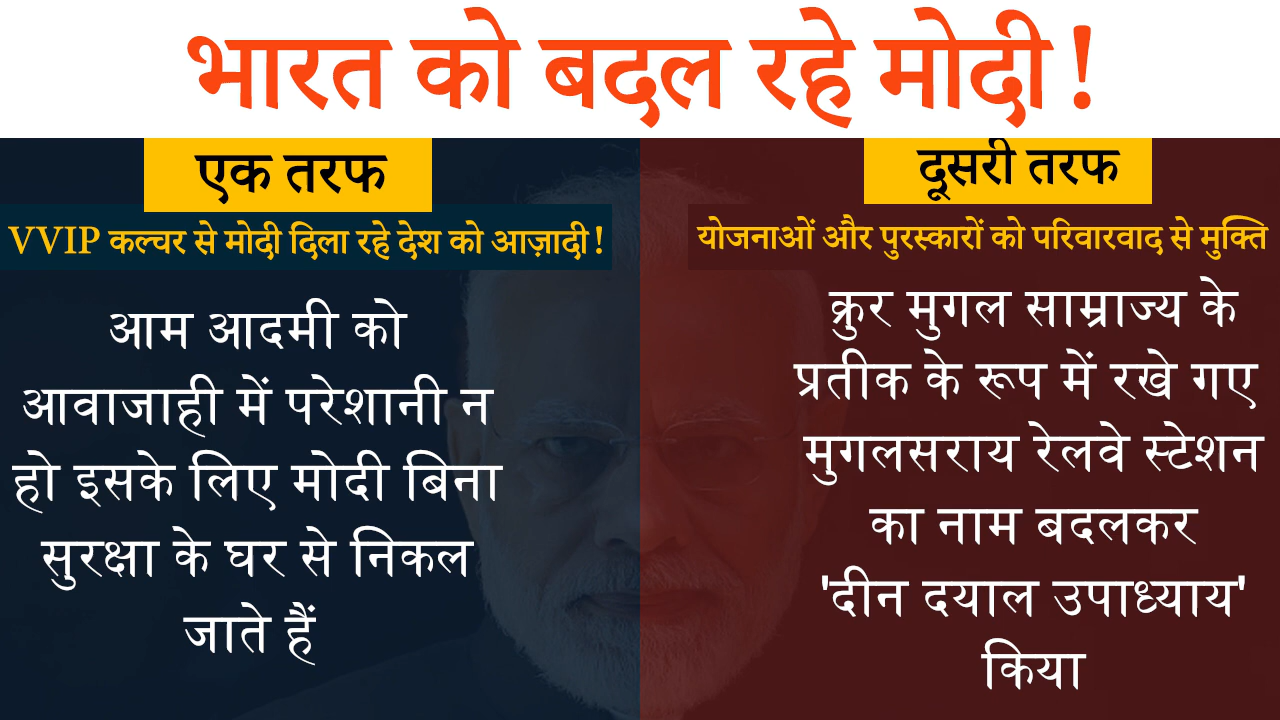 भारत को बदल रहे मोदी!
एक तरफ
VVIP कल्चर से मोदी दिला रहे देश को आज़ादी!
आम आदमी को
आवाजाही में परेशानी न
हो इसके लिए मोदी बिना
सुरक्षा के घर से निकल
जाते हैं
दूसरी तरफ
योजनाओं और पुरस्कारों को परिवारवाद से मुक्ति
क्रुर मुगल साम्राज्य के
प्रतीक के रूप में रखे गए
मुगलसराय रेलवे स्टेशन
का नाम बदलकर
'दीन दयाल उपाध्याय'
किया